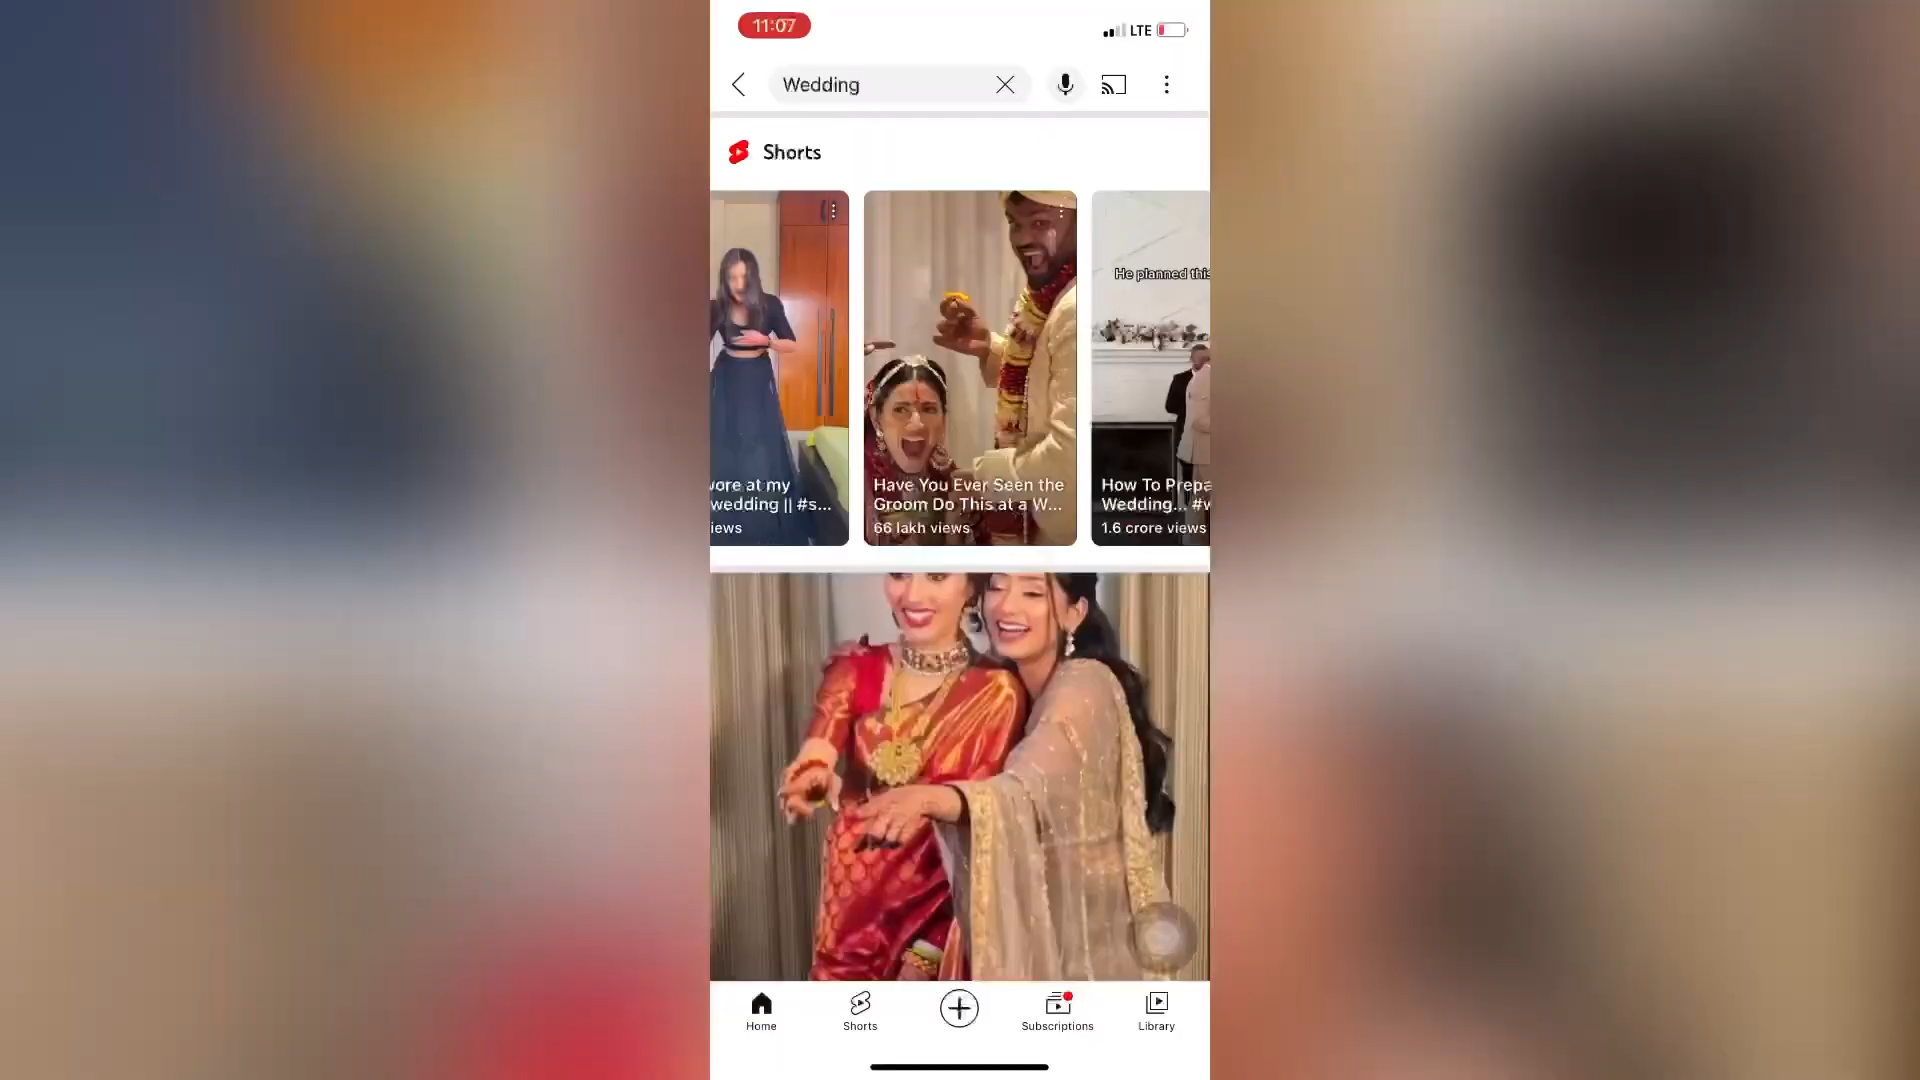 11:07
LTE
Wedding
Shorts
He planned this
ore at my
wedding || #s...
iews
Have You Ever Seen the
Groom Do This at a W...
66 lakh views
How To Prepa
Wedding... #w
1.6 crore views
Home
Shorts
Subscriptions
Library